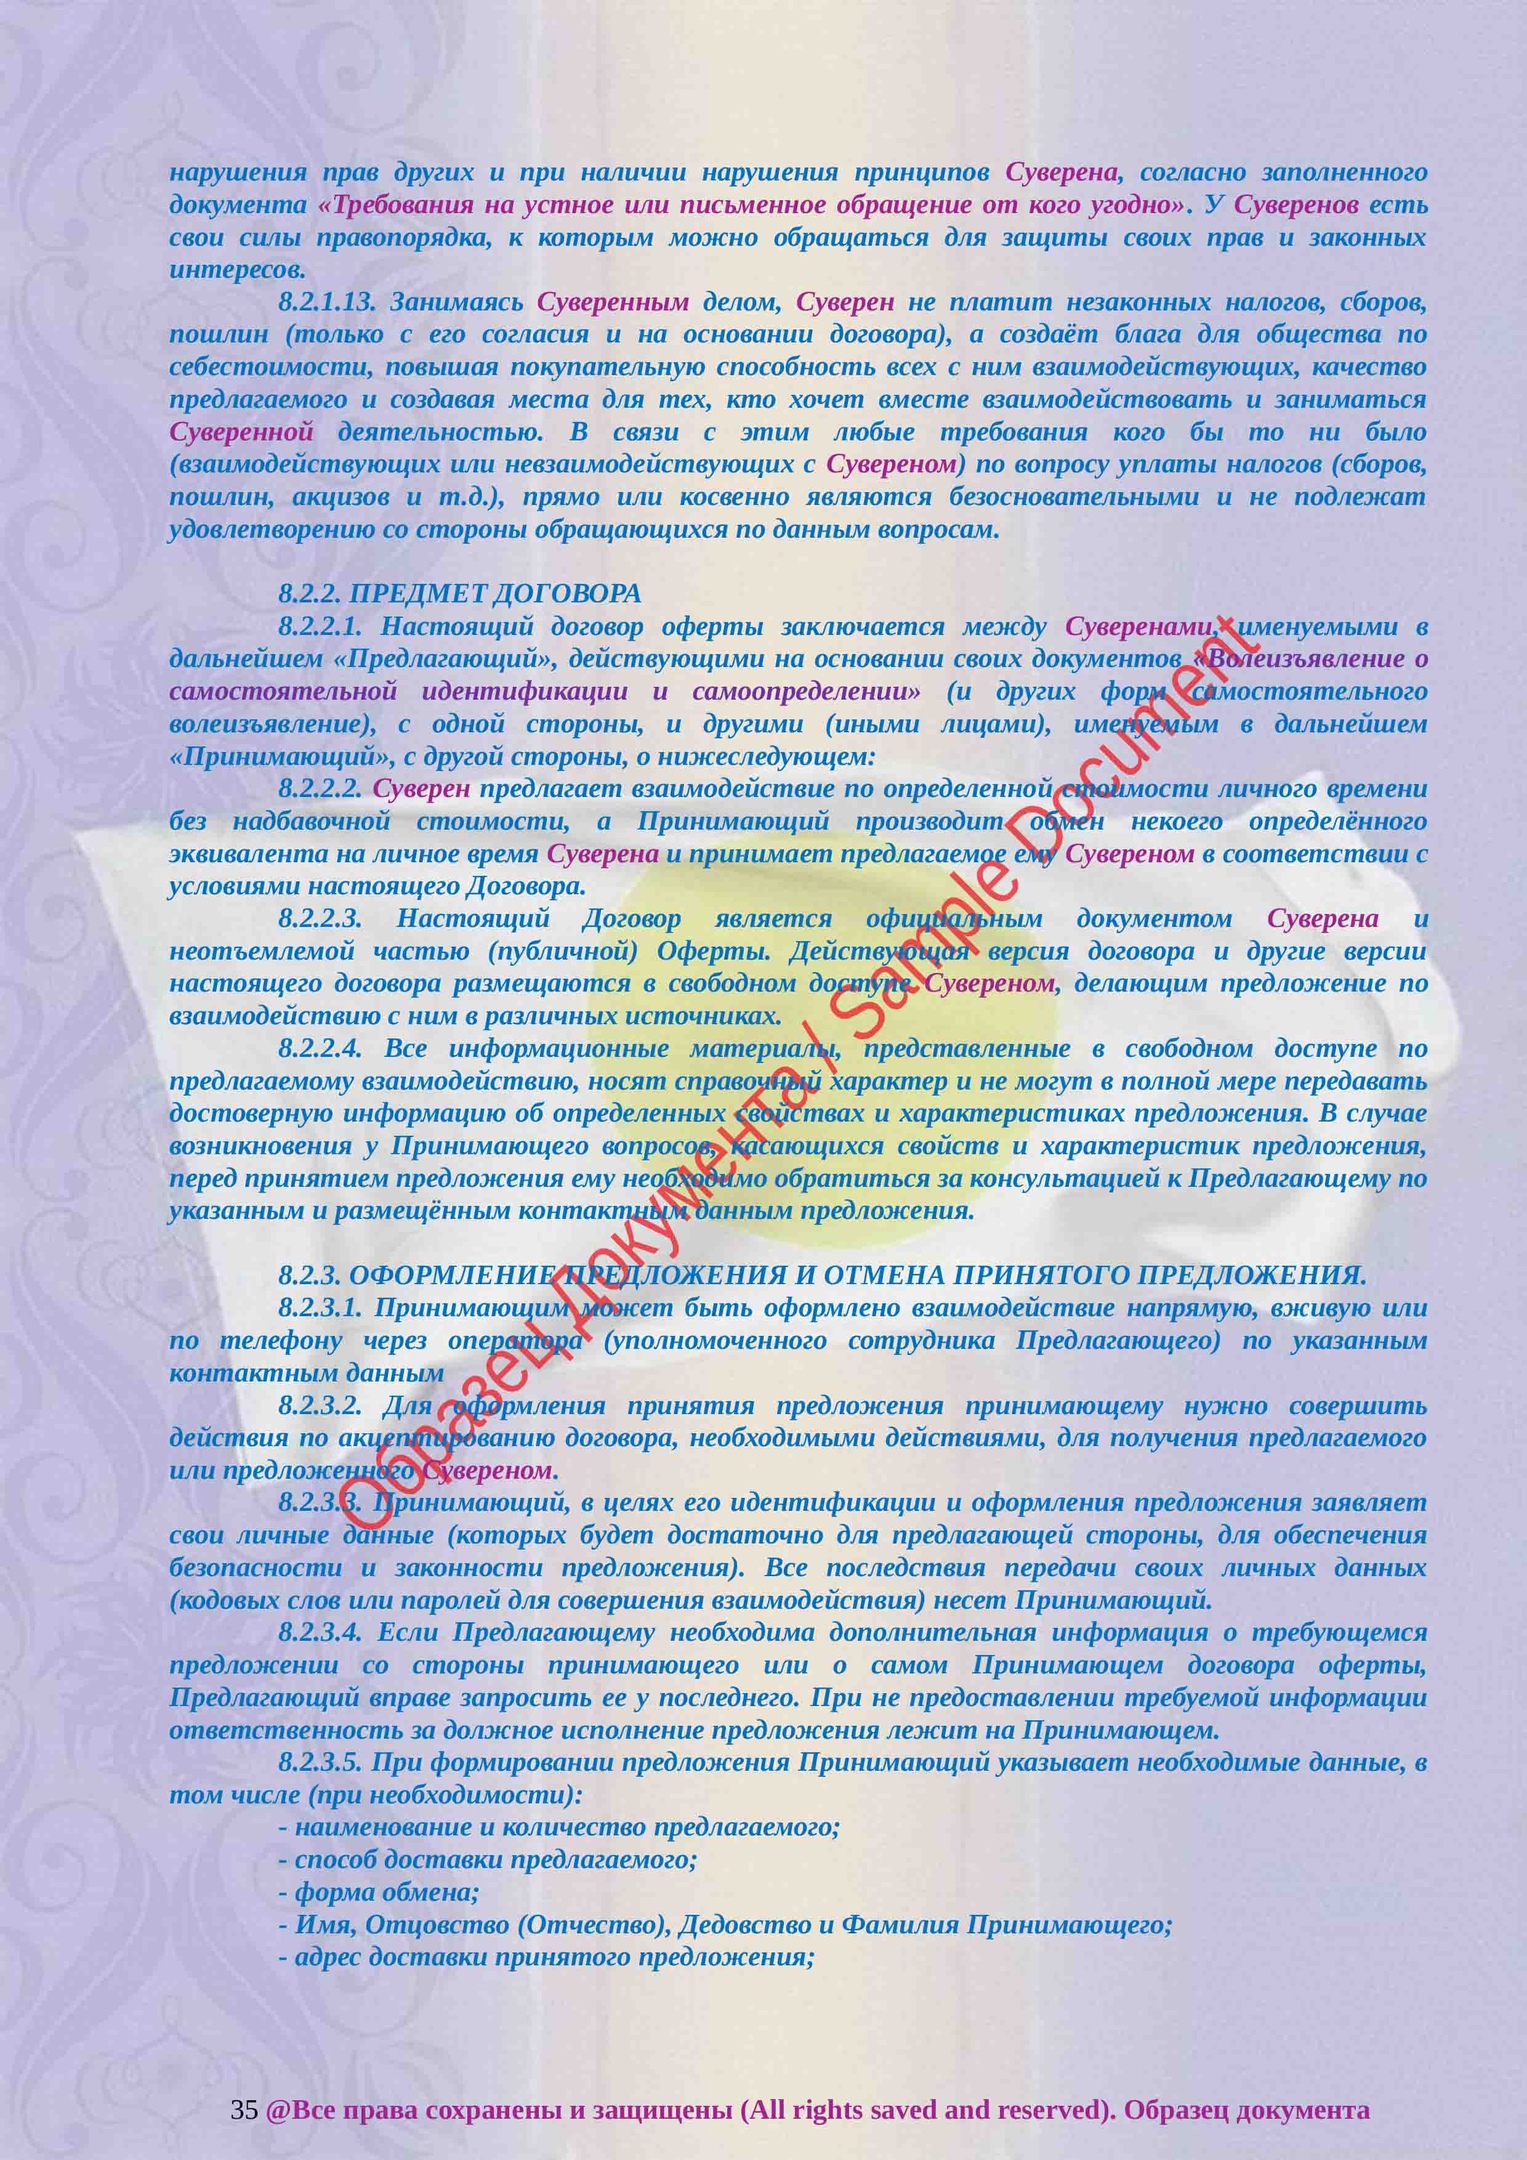 нарушения прав других и при наличии нарушения принципов Суверена, согласно заполненного
документа «Требования на устное или письменное обращение от кого угодно». У Суверенов есть
свои силы правопорядка, к которым можно обращаться для защиты своих прав и законных
интересов.
8.2.1.13. Занимаясь Суверенным делом, Суверен не платит незаконных налогов, сборов,
пошлин (только с его согласия и на основании договора), а создаёт блага для общества по
себестоимости, повышая покупательную способность всех с ним взаимодействующих, качество
предлагаемого и создавая места для тех, кто хочет вместе взаимодействовать и заниматься
Суверенной деятельностью. В связи с этим любые требования кого бы то ни было
(взаимодействующих или невзаимодействующих с Сувереном) по вопросу уплаты налогов (сборов,
пошлин, акцизов и т.д.), прямо или косвенно являются безосновательными и не подлежат
удовлетворению со стороны обращающихся по данным вопросам.
8.2.2. ПРЕДМЕТ ДОГОВОРА
8.2.2.1. Настоящий договор оферты заключается между Суверенами, именуемыми в
дальнейшем «Предлагающий», действующими на основании своих документов «Волеизъявление о
самостоятельной идентификации и самоопределении» (и других форм самостоятельного
волеизъявление), с одной стороны, и другими (иными лицами), именуемым в дальнейшем
«Принимающий», с другой стороны, о нижеследующем:
8.2.2.2. Суверен предлагает взаимодействие по определенной стоимости личного времени
без надбавочной стоимости, а Принимающий производит обмен некоего определённого
эквивалента на личное время Суверена и принимает предлагаемое ему Сувереном в соответствии с
условиями настоящего Договора.
8.2.2.3. Настоящий Договор является официальным документом Суверена и
неотъемлемой частью (публичной) Оферты. Действующая версия договора и другие версии
настоящего договора размещаются в свободном доступе Сувереном, делающим предложение по
взаимодействию с ним в различных источниках.
8.2.2.4. Все информационные материалы, представленные в свободном доступе по
предлагаемому взаимодействию, носят справочный характер и не могут в полной мере передавать
достоверную информацию об определенных свойствах и характеристиках предложения. В случае
возникновения у Принимающего вопросов, касающихся свойств и характеристик предложения,
перед принятием предложения ему необходимо обратиться за консультацией к Предлагающему по
указанным и размещённым контактным данным предложения.
8.2.3. ОФОРМЛЕНИЕ ПРЕДЛОЖЕНИЯ И ОТМЕНА ПРИНЯТОГО ПРЕДЛОЖЕНИЯ.
8.2.3.1. Принимающим может быть оформлено взаимодействие напрямую, вживую или
по телефону через оператора (уполномоченного сотрудника Предлагающего) по указанным
контактным данным
8.2.3.2. Для оформления принятия предложения принимающему нужно совершить
действия по акцептированию договора, необходимыми действиями, для получения предлагаемого
или предложенного Сувереном.
8.2.3.3. Принимающий, в целях его идентификации и оформления предложения заявляет
свои личные данные (которых будет достаточно для предлагающей стороны, для обеспечения
безопасности и законности предложения). Все последствия передачи своих личных данных
(кодовых слов или паролей для совершения взаимодействия) несет Принимающий.
8.2.3.4. Если Предлагающему необходима дополнительная информация о требующемся
предложении со стороны принимающего или о самом Принимающем договора оферты,
Предлагающий вправе запросить ее у последнего. При не предоставлении требуемой информации
ответственность за должное исполнение предложения лежит на Принимающем.
8.2.3.5. При формировании предложения Принимающий указывает необходимые данные, в
том числе (при необходимости):
- наименование и количество предлагаемого;
- способ доставки предлагаемого;
- форма обмена;
- Имя, Отцовство (Отчество), Дедовство и Фамилия Принимающего;
- адрес доставки принятого предложения;
Образец Документа / Sample Document
35 @Все права сохранены и защищены (All rights saved and reserved). Образец документа